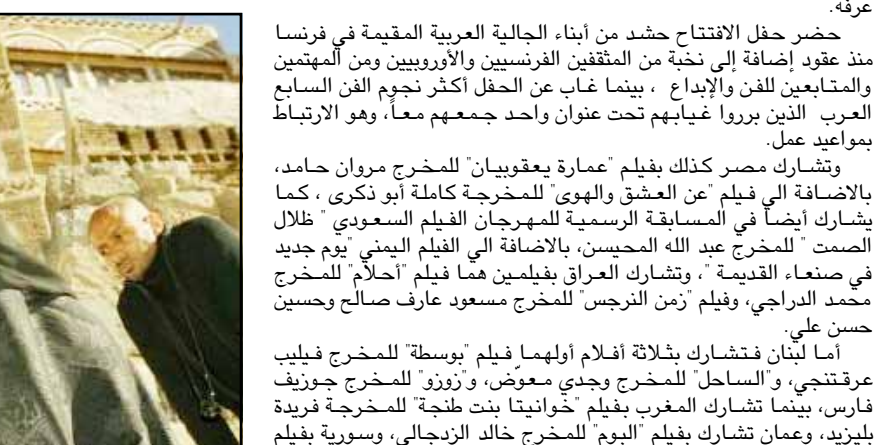 عرفه.
حضر حفل الافتتاح حشد من أبناء الجالية العربية المقيمة في فرنسا
منذ عقود إضافة إلى نخبة من المثقفين الفرنسيين والأوروبيين ومن المهتمين
والمتابعين للفن والإبداع ، بينما غاب عن الحفل أكثر نجوم الفن السابع
العرب الذين برروا غيابهم تحت عنوان واحد جمعهم معاً، وهو الارتباط
بمواعيد عمل.
وتشارك مصر كذلك بفيلم "عمارة يعقوبيان" للمخرج مروان حامد،
بالاضافة الي فيلم "عن العشق والهوى" للمخرجة كاملة أبو ذكرى ، كما
يشارك أيضاً في المسابقة الرسمية للمهرجان الفيلم السعودي " ظلال
الصمت " للمخرج عبد الله المحيسن، بالاضافة الي الفيلم اليمني "يوم جديد
في صنعاء القديمة "، وتشارك العراق بفيلمين هما فيلم "أحلام" للمخرج
محمد الدراجي، وفيلم "زمن النرجس" للمخرج مسعود عارف صالح وحسين
حسن علي.
أما لبنان فتشارك بثلاثة أفلام أولهما فيلم "بوسطة" للمخرج فيليب
عرقتنجي، و"الساحل" للمخرج وجدي معوّض، و"زوزو" للمخرج جوزيف
فارس، بينما تشارك المغرب بفيلم "خوانيتا بنت طنجة" للمخرجة فريدة
بليزيد، وعمان تشارك بفيلم "البوم" للمخرج خالد الزدجالي، وسورية بفيلم